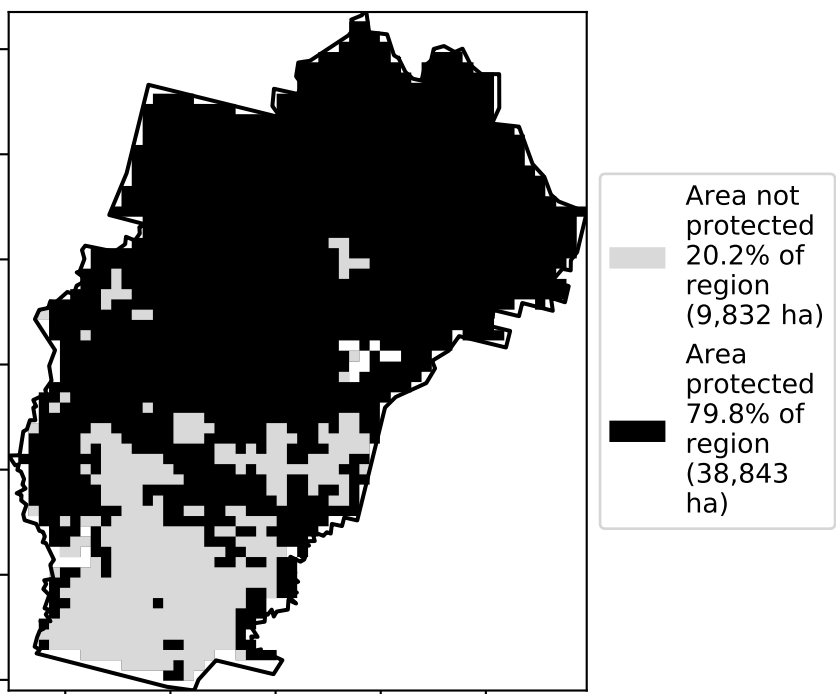 Area not
protected
20.2% of
region
(9,832 ha)
Area
protected
79.8% of
region
(38,843
ha)